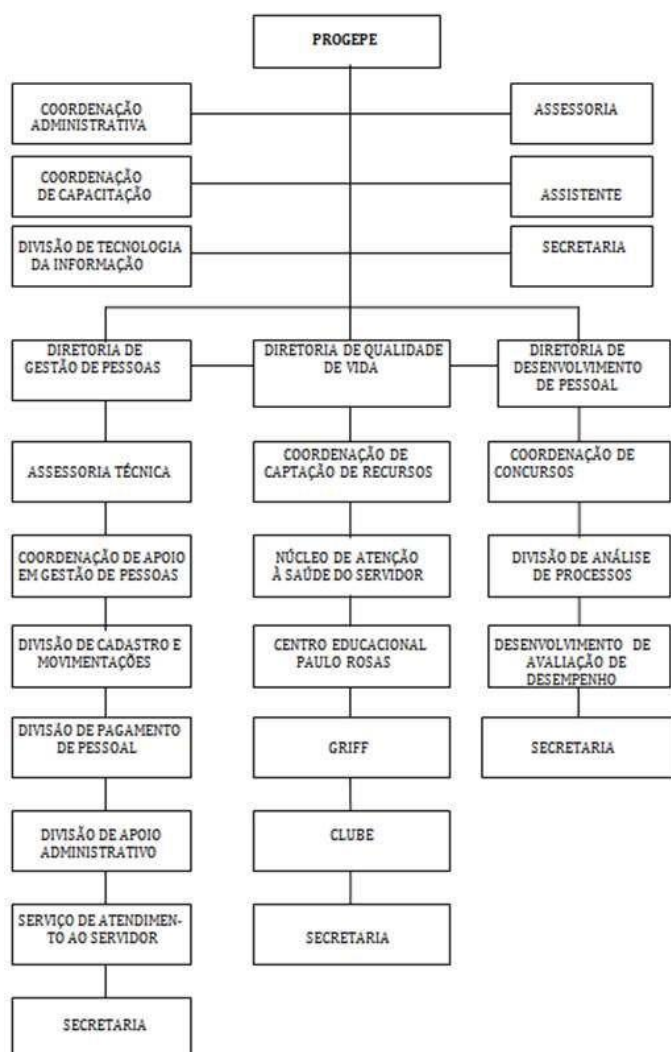 PROGEPE
COORDENAÇÃO
ADMINISTRATIVA
ASSESSORIA
COORDENAÇÃO
DE CAPACITAÇÃO
ASSISTENTE
DIVISÃO DE TECNOLOGIA
DA INFORMAÇÃO
SECRETARIA
DIRETORIA DE
GESTÃO DE PESSOAS
DIRETORIA DE QUALIDADE
DE VIDA
DIRETORIA DE
DESENVOLVIMENTO
DE PESSOAL
ASSESSORIA TÉCNICA
COORDENAÇÃO DE
CAPTAÇÃO DE RECURSOS
COORDENAÇÃO DE
CONCURSOS
COORDENAÇÃO DE APOIO
EM GESTÃO DE PESSOAS
NÚCLEO DE ATENÇÃO
À SAÚDE DO SERVIDOR
DIVISÃO DE ANÁLISE
DE PROCESSOS
DIVISÃO DE CADASTRO E
MOVIMENTAÇÕES
CENTRO EDUCACIONAL
PAULO ROSAS
DESENVOLVIMENTO DE
AVALIAÇÃO DE
DESEMPENHO
DIVISÃO DE PAGAMENTO
DE PESSOAL
GRIFF
SECRETARIA
DIVISÃO DE APOIO
ADMINISTRATIVO
CLUBE
SERVIÇO DE ATENDIMEN-
TO AO SERVIDOR
SECRETARIA
SECRETARIA